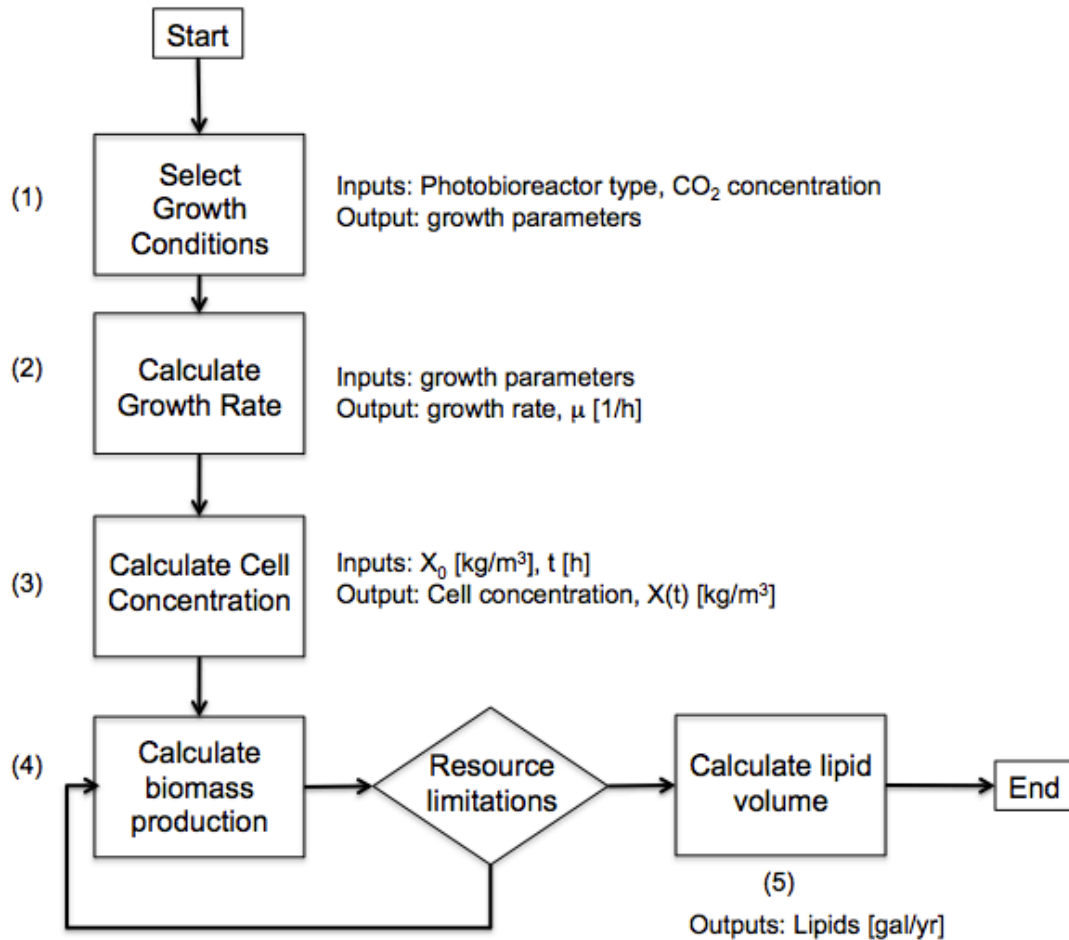 Start
(1)
Select
Growth
Conditions
Inputs: Photobioreactor type, CO₂ concentration
Output: growth parameters
(2)
Calculate
Growth Rate
Inputs: growth parameters
Output: growth rate, μ [1/h]
(3)
Calculate Cell
Concentration
Inputs: X₀ [kg/m³], t [h]
Output: Cell concentration, X(t) [kg/m³]
(4)
Calculate
biomass
production
Resource
limitations
Calculate lipid
volume
End
(5)
Outputs: Lipids [gal/yr]